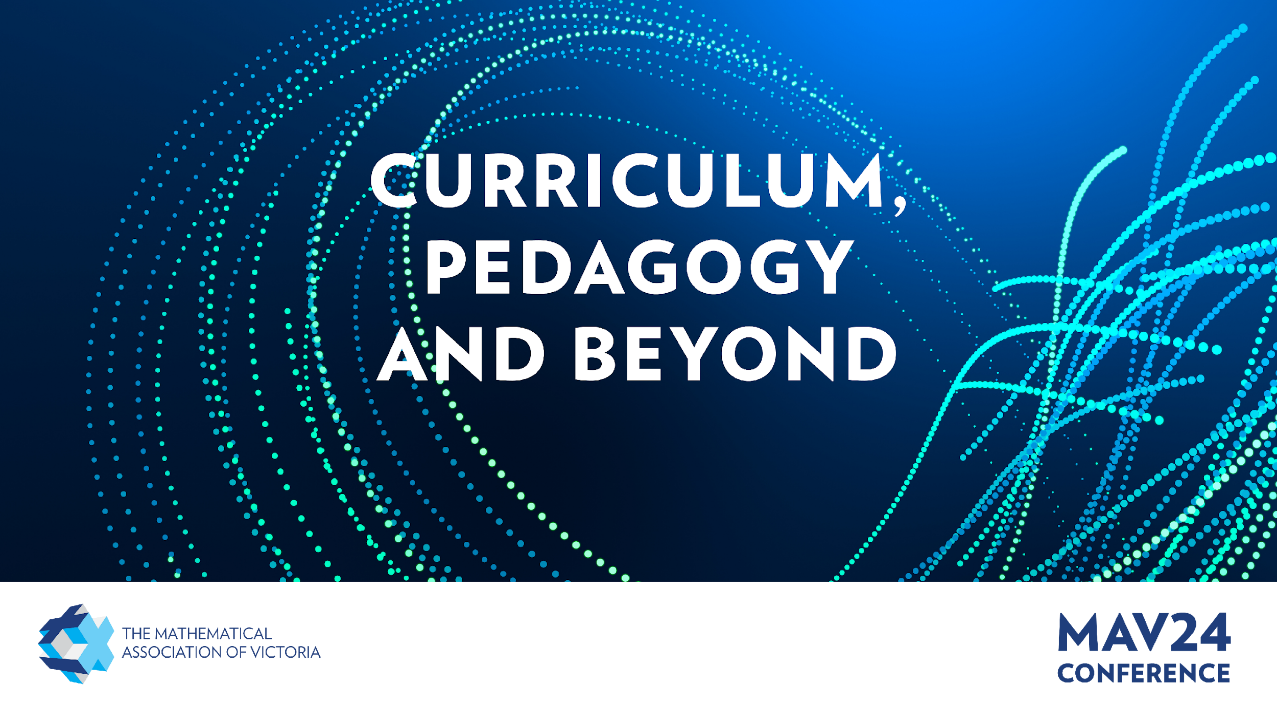 CURRICULUM,
PEDAGOGY
AND BEYOND
THE MATHEMATICAL
ASSOCIATION OF VICTORIA
MAV24
CONFERENCE